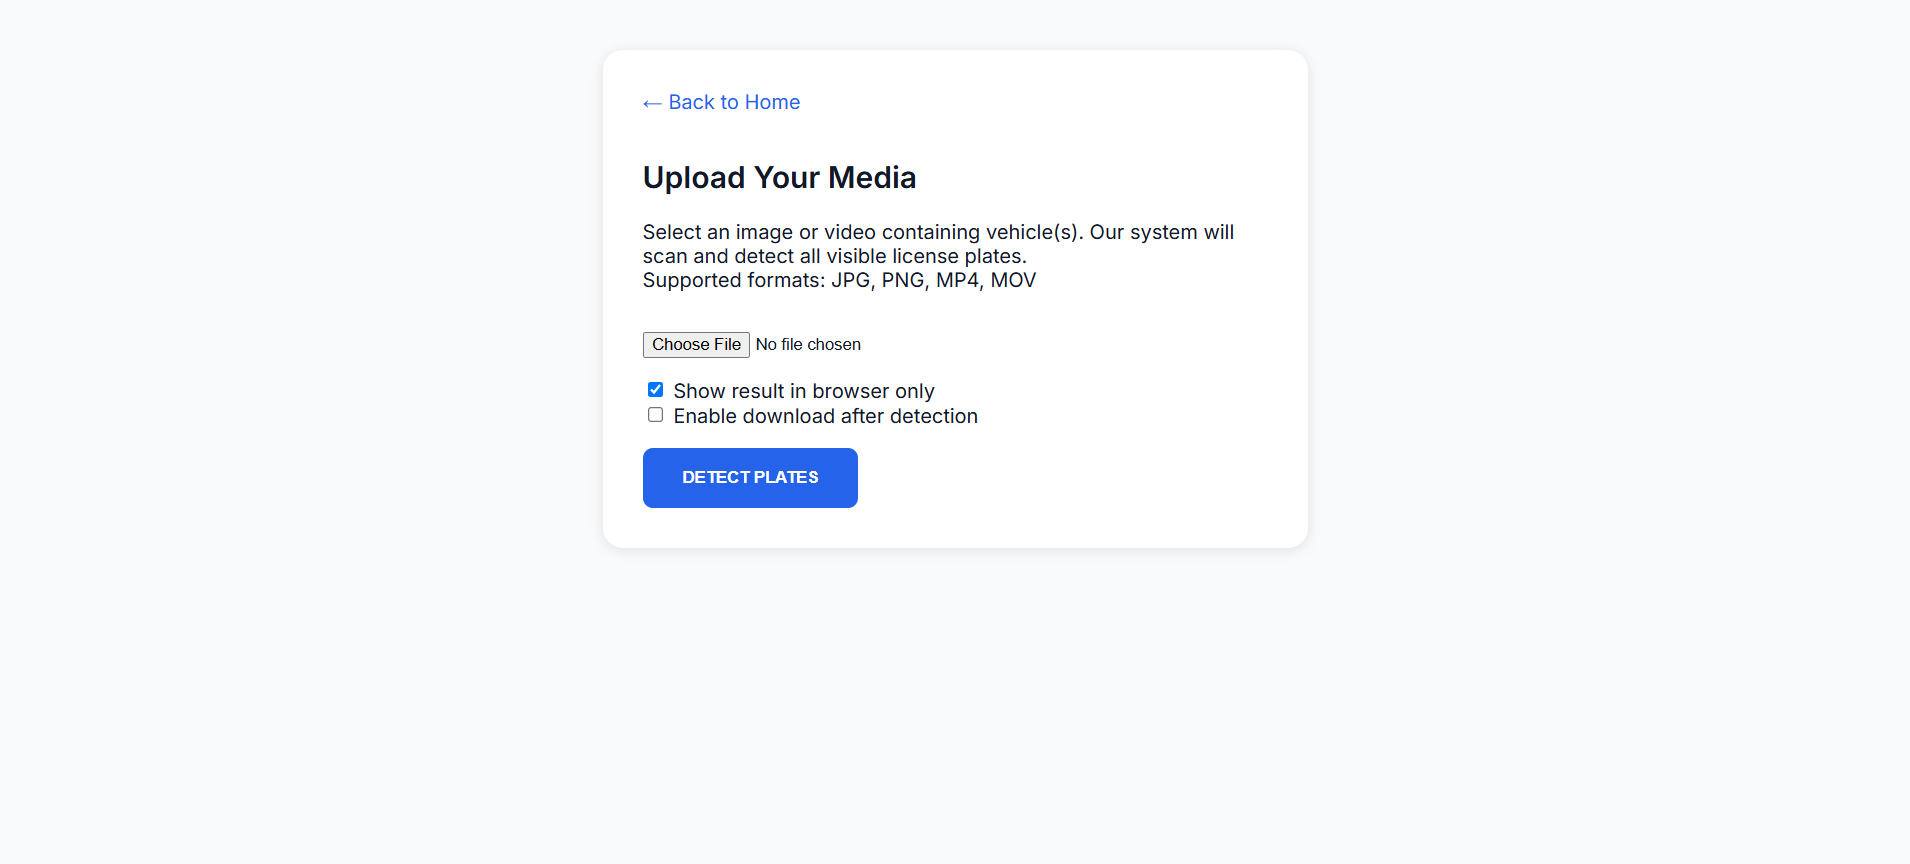 ← Back to Home
Upload Your Media
Select an image or video containing vehicle(s). Our system will
scan and detect all visible license plates.
Supported formats: JPG, PNG, MP4, MOV
Choose File No file chosen
Show result in browser only
Enable download after detection
DETECT PLATES